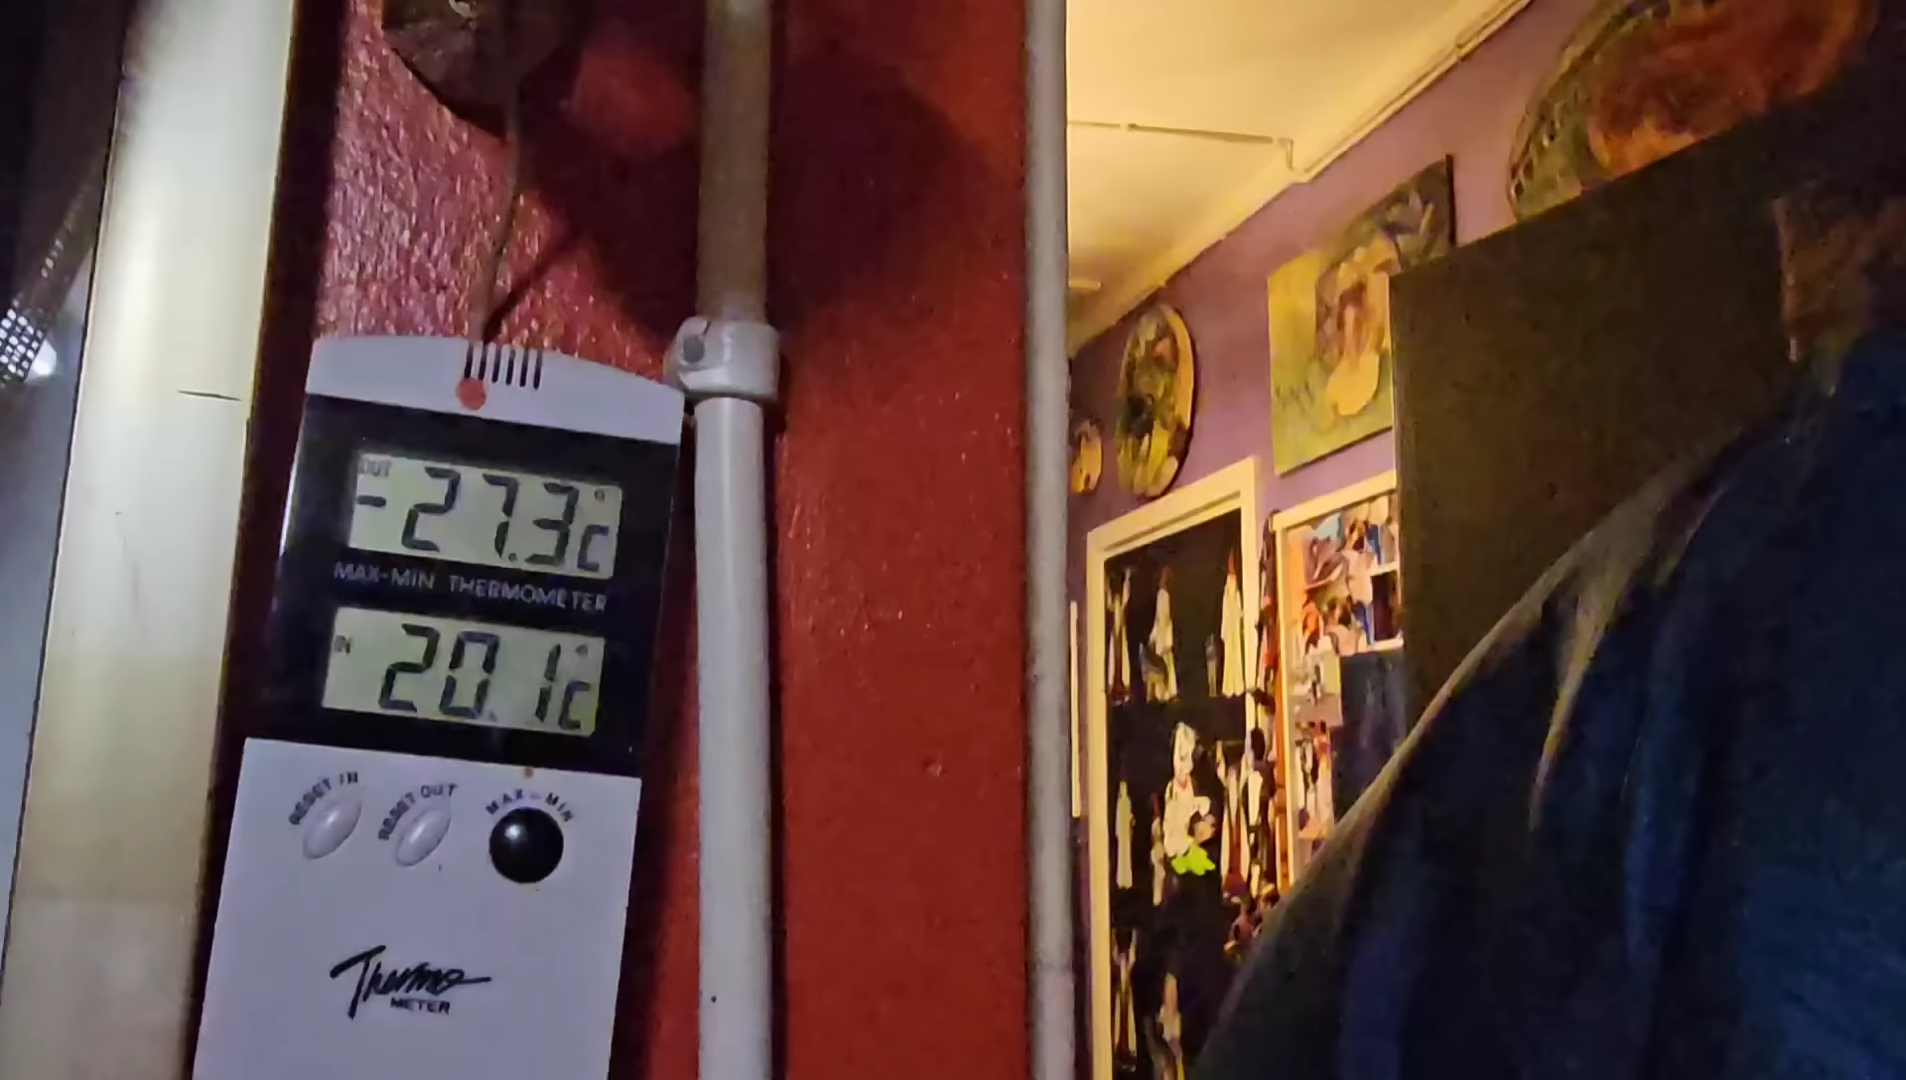 OUT
-27.3°C
MAX-MIN THERMOMETER
IN
20.1°C
RESET IN
RESET OUT
MAX-MIN
Thermo
METER